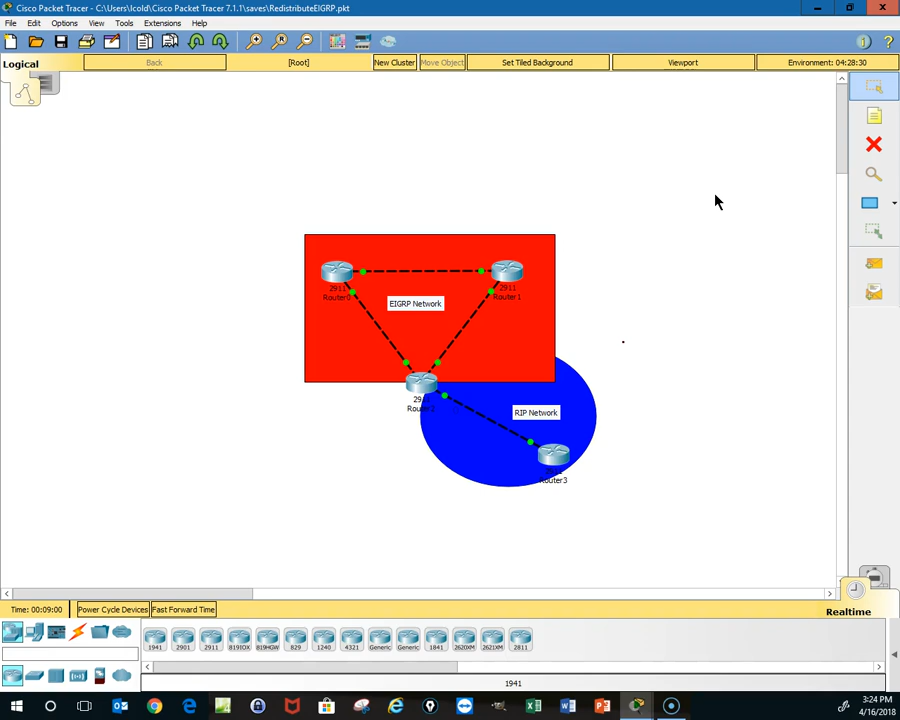 Cisco Packet Tracer - C:\Users\lcold\Cisco Packet Tracer 7.1.1\saves\RedistributeEIGRP.pkt
File Edit Options View Tools Extensions Help
Logical Back [Root] New Cluster Move Object Set Tiled Background Viewport Environment: 04:28:30
2911
Router0
2911
Router1
EIGRP Network
RIP Network
Router3
Time: 00:09:00 Power Cycle Devices Fast Forward Time Realtime
1941 2901 2911 819IOX 819HGW 829 1240 4321 Generic Generic 1841 2620XM 2621XM 2811
1941
3:24 PM
4/16/2018